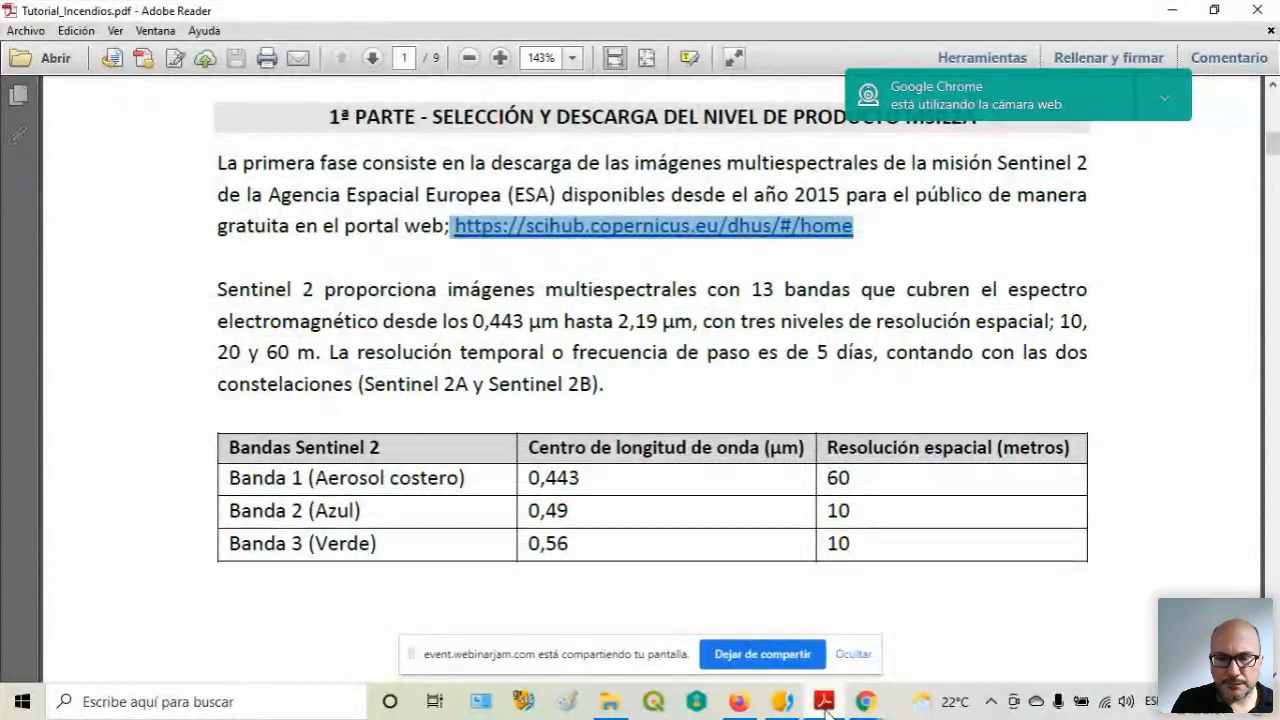 Tutorial_Incendios.pdf - Adobe Reader
Archivo Edición Ver Ventana Ayuda
Abrir 1 / 9 143% Herramientas Rellenar y firmar Comentario
Google Chrome
está utilizando la cámara web
1ª PARTE - SELECCIÓN Y DESCARGA DEL NIVEL DE PRODUCTO
La primera fase consiste en la descarga de las imágenes multiespectrales de la misión Sentinel 2
de la Agencia Espacial Europea (ESA) disponibles desde el año 2015 para el público de manera
gratuita en el portal web; https://scihub.copernicus.eu/dhus/#/home
Sentinel 2 proporciona imágenes multiespectrales con 13 bandas que cubren el espectro
electromagnético desde los 0,443 µm hasta 2,19 µm, con tres niveles de resolución espacial; 10,
20 y 60 m. La resolución temporal o frecuencia de paso es de 5 días, contando con las dos
constelaciones (Sentinel 2A y Sentinel 2B).
Bandas Sentinel 2 Centro de longitud de onda (µm) Resolución espacial (metros)
Banda 1 (Aerosol costero) 0,443 60
Banda 2 (Azul) 0,49 10
Banda 3 (Verde) 0,56 10
event.webinarjam.com está compartiendo tu pantalla. Dejar de compartir Ocultar
Escribe aquí para buscar 22°C